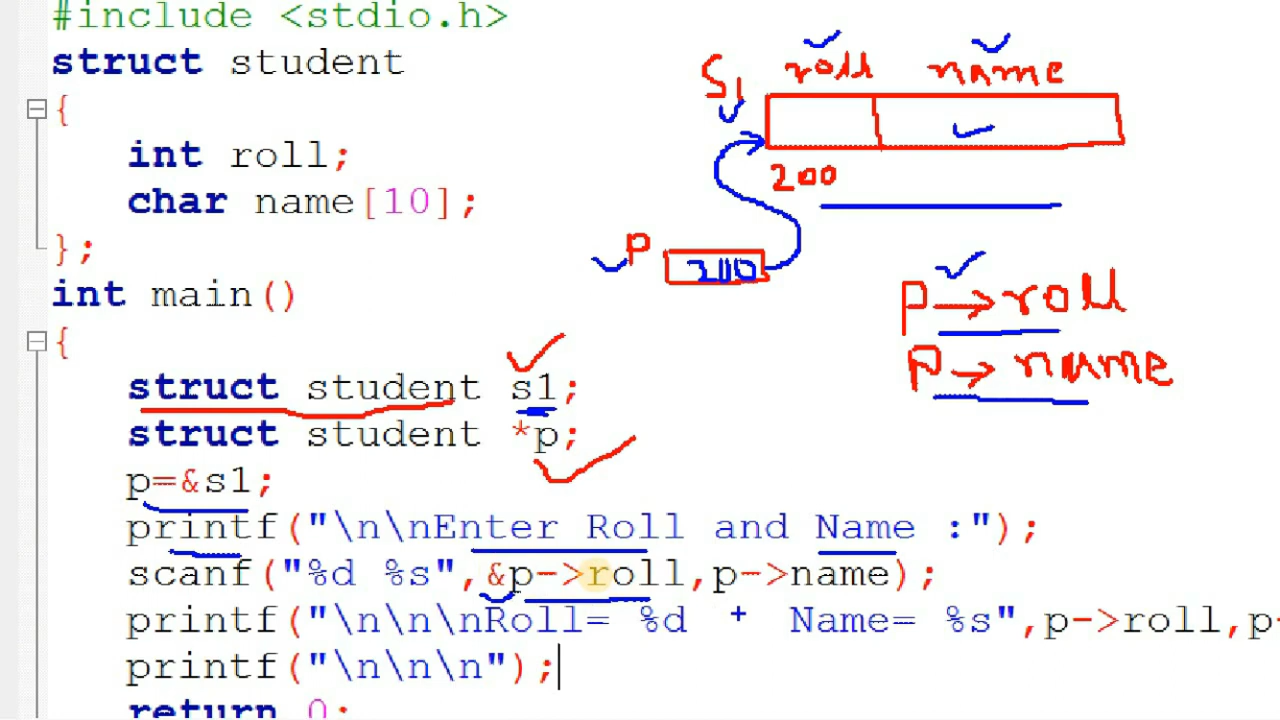 #include <stdio.h>
struct student
{
int roll;
char name[10];
};
int main()
{
struct student s1;
struct student *p;
p=&s1;
printf("\n\nEnter Roll and Name :");
scanf("%d %s",&p->roll,p->name);
printf("\n\n\nRoll= %d + Name= %s",p->roll,p-
printf("\n\n\n");
return 0;
S1 roll name
200
P 200
P→roll
P→name